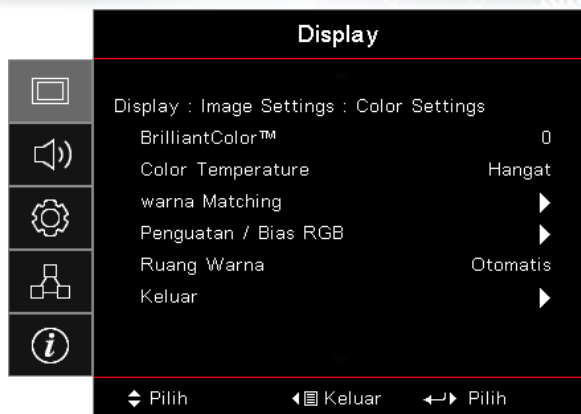 Display
Display : Image Settings : Color Settings
BrilliantColor™ 0
Color Temperature Hangat
warna Matching
Penguatan / Bias RGB
Ruang Warna Otomatis
Keluar
Pilih Keluar Pilih